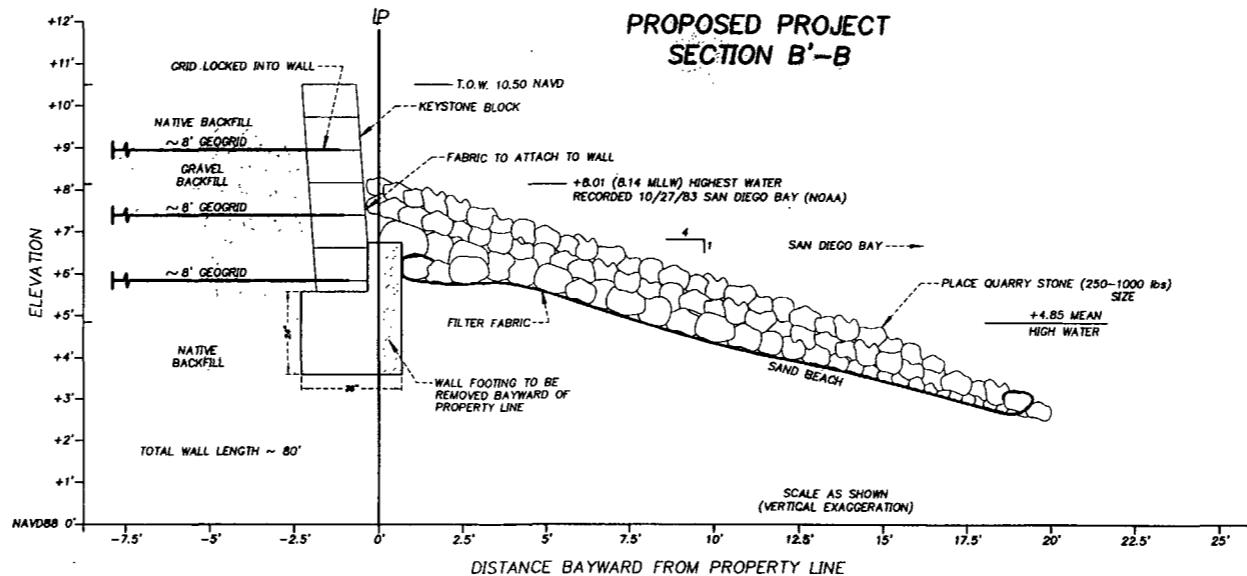 PROPOSED PROJECT
SECTION B'-B
+12'
+11'
+10'
+9'
+8'
+7'
+6'
+5'
+4'
+3'
+2'
+1'
NAVD88 0'
ELEVATION
GRID LOCKED INTO WALL
T.O.W. 10.50 NAVD
KEYSTONE BLOCK
NATIVE BACKFILL
~ 8' GEOGRID
GRAVEL
BACKFILL
FABRIC TO ATTACH TO WALL
+8.01 (8.14 MLLW) HIGHEST WATER
RECORDED 10/27/83 SAN DIEGO BAY (NOAA)
~ 8' GEOGRID
4
1
SAN DIEGO BAY
~ 8' GEOGRID
PLACE QUARRY STONE (250-1000 lbs)
SIZE
+4.85 MEAN
HIGH WATER
FILTER FABRIC
24"
NATIVE
BACKFILL
SAND BEACH
WALL FOOTING TO BE
REMOVED BAYWARD OF
PROPERTY LINE
TOTAL WALL LENGTH ~ 80'
SCALE AS SHOWN
(VERTICAL EXAGGERATION)
-7.5'
-5'
-2.5'
0'
2.5'
5'
7.5'
10'
12.5'
15'
17.5'
20'
22.5'
25'
DISTANCE BAYWARD FROM PROPERTY LINE